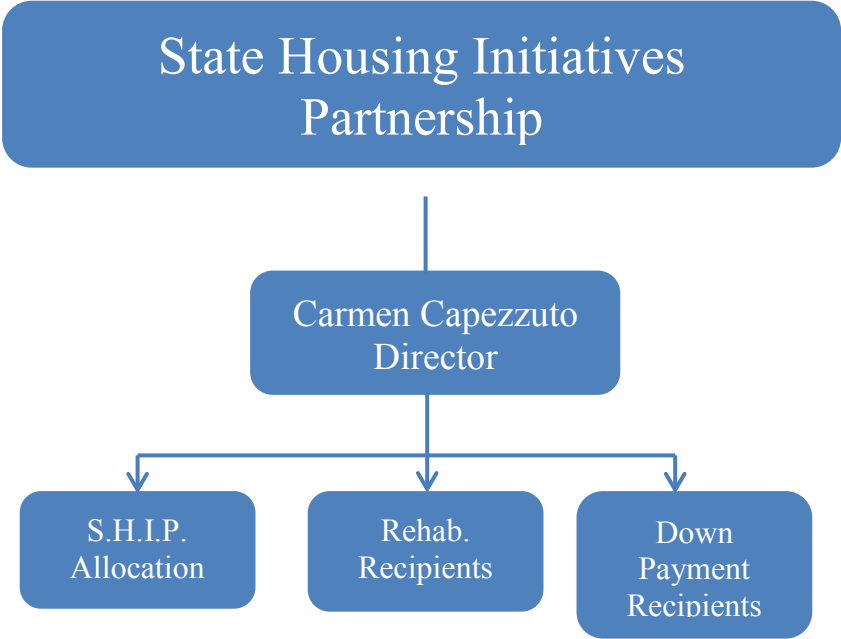 State Housing Initiatives
Partnership
Carmen Capezzuto
Director
S.H.I.P.
Allocation
Rehab.
Recipients
Down
Payment
Recipients